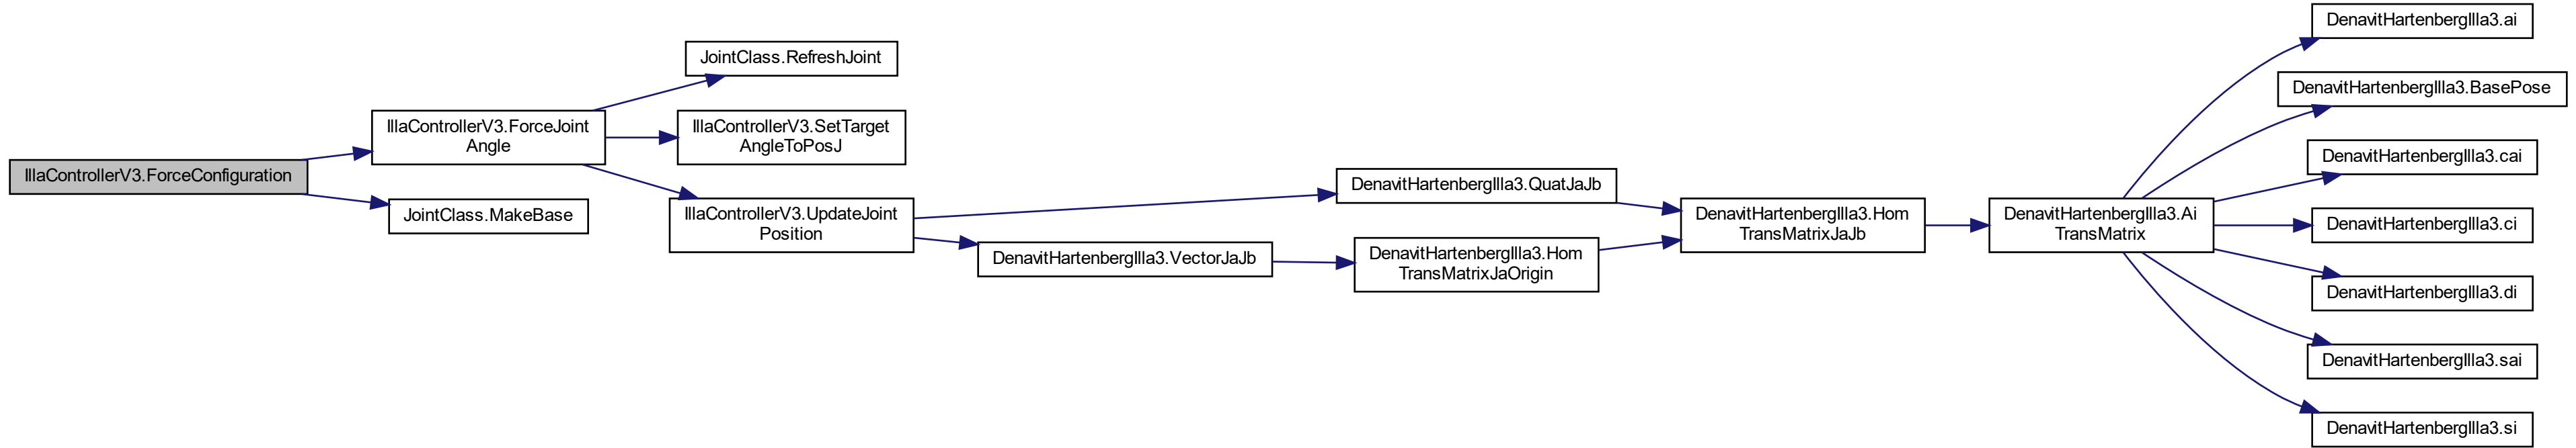 IllaControllerV3.ForceConfiguration
IllaControllerV3.ForceJoint
Angle
JointClass.MakeBase
JointClass.RefreshJoint
IllaControllerV3.SetTarget
AngleToPosJ
IllaControllerV3.UpdateJoint
Position
DenavitHartenbergIlla3.QuatJaJb
DenavitHartenbergIlla3.VectorJaJb
DenavitHartenbergIlla3.Hom
TransMatrixJaOrigin
DenavitHartenbergIlla3.Hom
TransMatrixJaJb
DenavitHartenbergIlla3.Ai
TransMatrix
DenavitHartenbergIlla3.ai
DenavitHartenbergIlla3.BasePose
DenavitHartenbergIlla3.cai
DenavitHartenbergIlla3.ci
DenavitHartenbergIlla3.di
DenavitHartenbergIlla3.sai
DenavitHartenbergIlla3.si